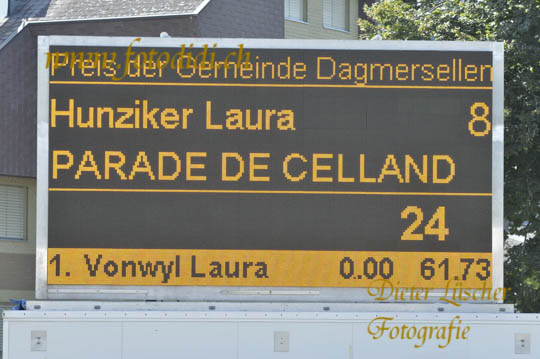 www.fotodidi.ch
Preis der Gemeinde Dagmersellen
Hunziker Laura 8
PARADE DE CELLAND
24
1. Vonwyl Laura 0.00 61.73
Dieter Lüscher
Fotografie